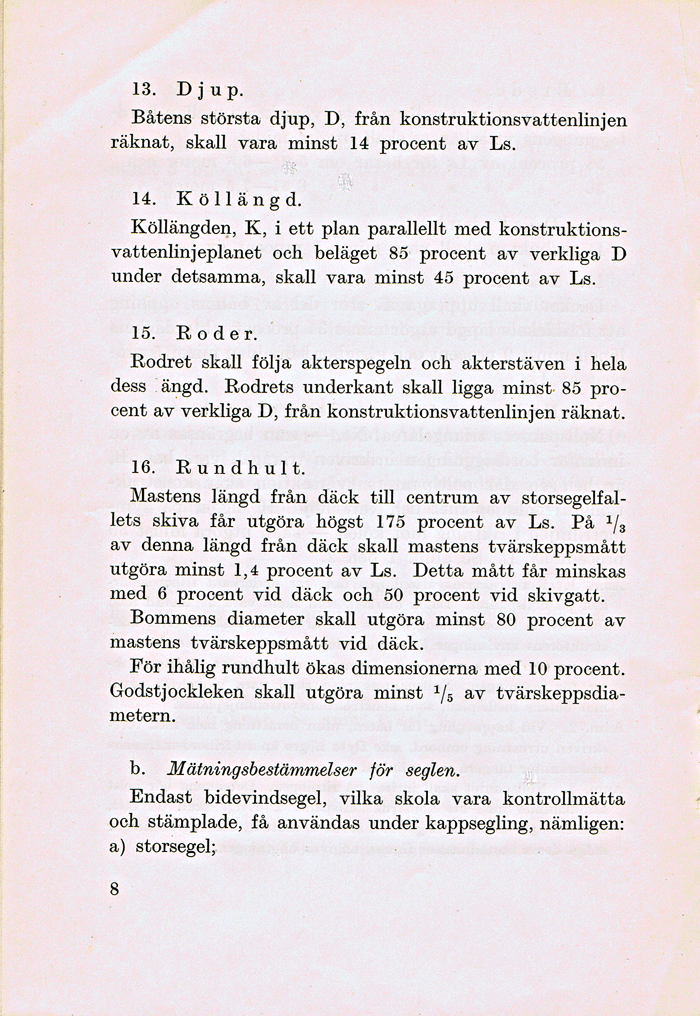 13. Djup.
Båtens största djup, D, från konstruktionsvattenlinjen
räknat, skall vara minst 14 procent av Ls.
14. Köllängd.
Köllängden, K, i ett plan parallellt med konstruktions-
vattenlinjeplanet och beläget 85 procent av verkliga D
under detsamma, skall vara minst 45 procent av Ls.
15. Roder.
Rodret skall följa akterspegeln och akterstäven i hela
dess ängd. Rodrets underkant skall ligga minst 85 pro-
cent av verkliga D, från konstruktionsvattenlinjen räknat.
16. Rundhult.
Mastens längd från däck till centrum av storsegelfal-
lets skiva får utgöra högst 175 procent av Ls. På 1/3
av denna längd från däck skall mastens tvärskeppsmått
utgöra minst 1,4 procent av Ls. Detta mått får minskas
med 6 procent vid däck och 50 procent vid skivgatt.
Bommens diameter skall utgöra minst 80 procent av
mastens tvärskeppsmått vid däck.
För ihålig rundhult ökas dimensionerna med 10 procent.
Godstjockleken skall utgöra minst 1/5 av tvärskeppsdia-
metern.
b. Mätningsbestämmelser för seglen.
Endast bidevindsegel, vilka skola vara kontrollmätta
och stämplade, få användas under kappsegling, nämligen:
a) storsegel;
8